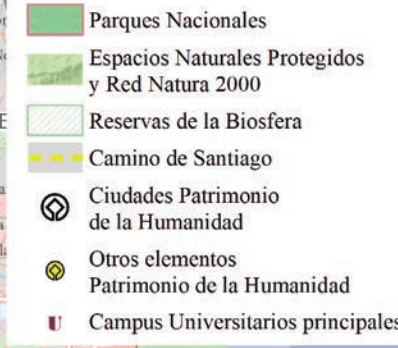 Parques Nacionales
Espacios Naturales Protegidos
y Red Natura 2000
Reservas de la Biosfera
Camino de Santiago
Ciudades Patrimonio
de la Humanidad
Otros elementos
Patrimonio de la Humanidad
U Campus Universitarios principales